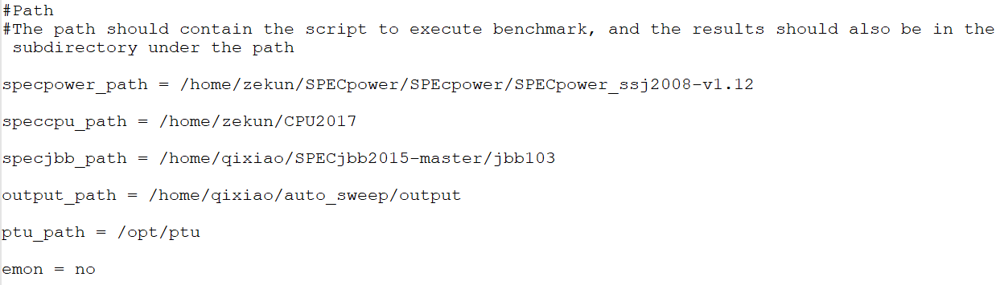 #Path
#The path should contain the script to execute benchmark, and the results should also be in the
subdirectory under the path
specpower_path = /home/zekun/SPECpower/SPEcpower/SPECpower_ssj2008-v1.12
speccpu_path = /home/zekun/CPU2017
specjbb_path = /home/qixiao/SPECjbb2015-master/jbb103
output_path = /home/qixiao/auto_sweep/output
ptu_path = /opt/ptu
emon = no